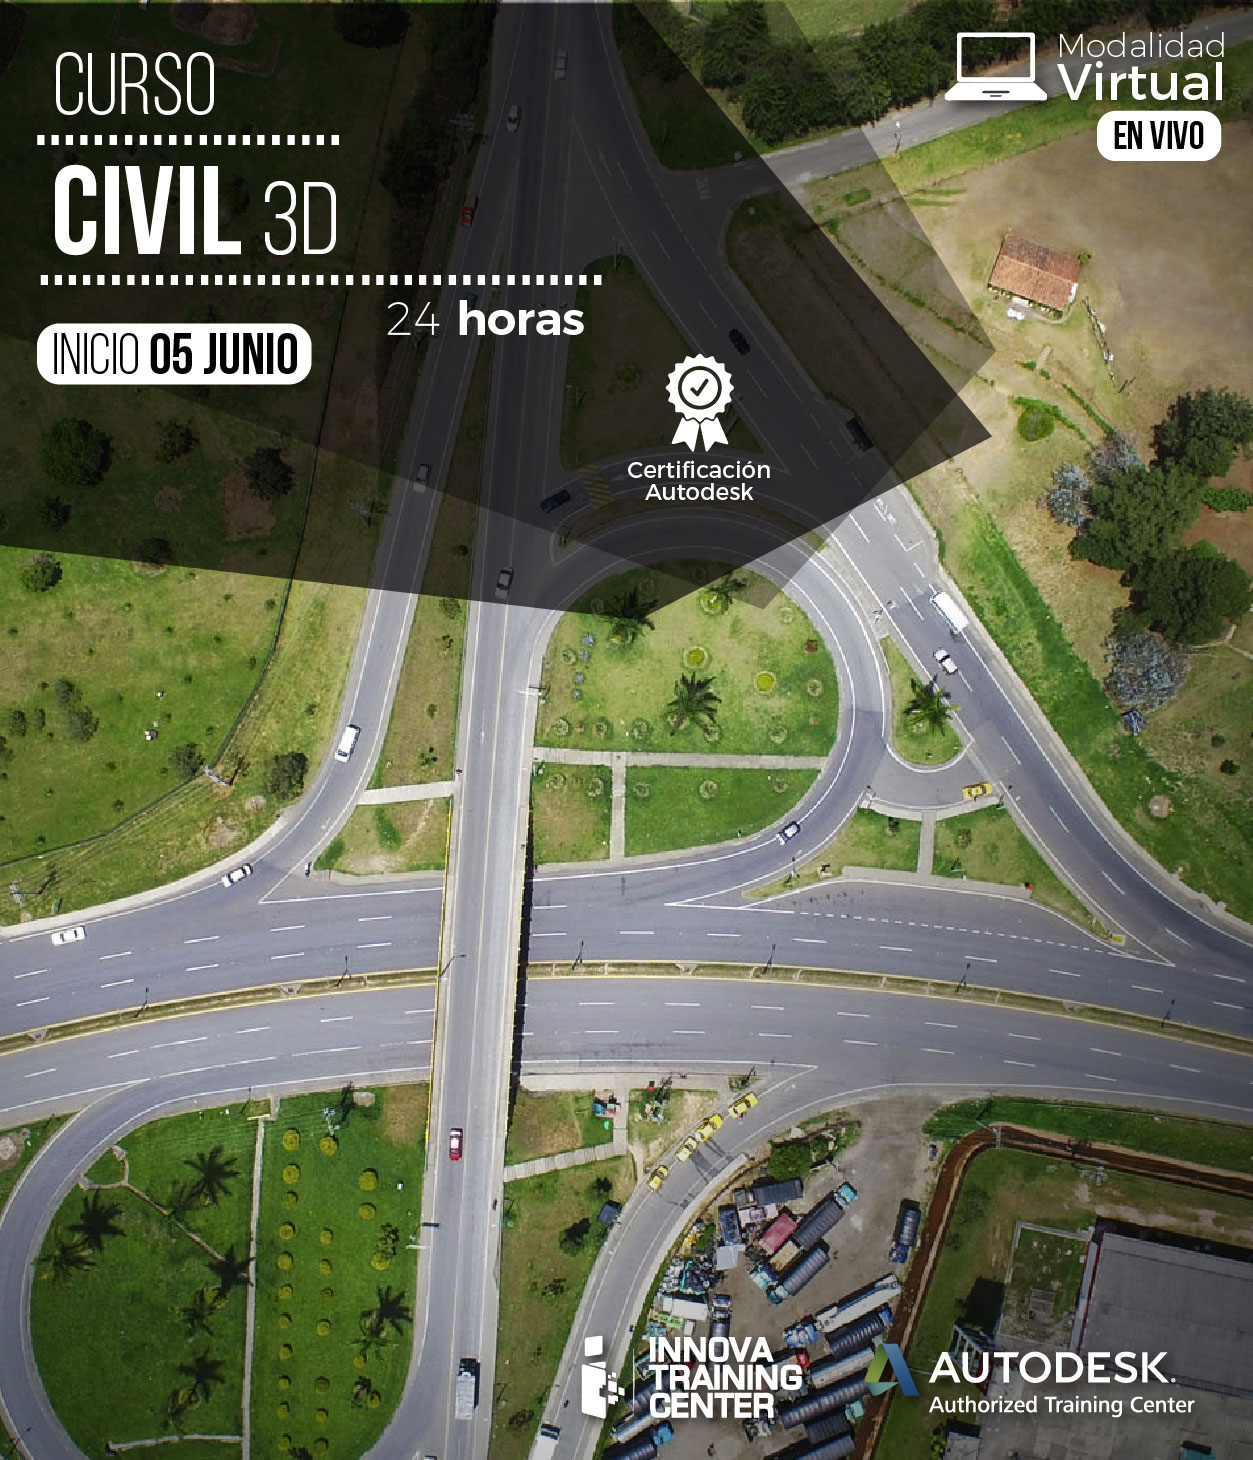 CURSO
CIVIL 3D
24 horas
INICIO 05 JUNIO
Modalidad
Virtual
EN VIVO
Certificación
Autodesk
INNOVA
TRAINING
CENTER
AUTODESK.
Authorized Training Center